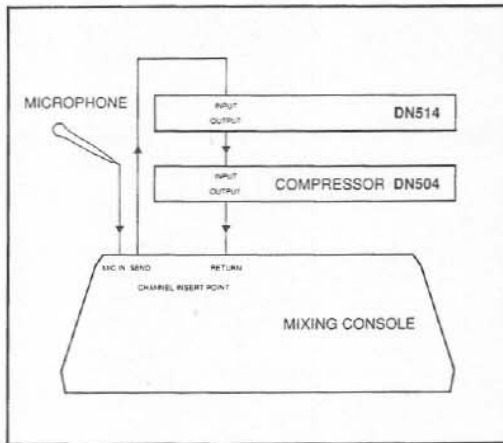 MICROPHONE
INPUT
OUTPUT
DN514
INPUT
OUTPUT
COMPRESSOR DN504
MIC IN SEND RETURN
CHANNEL INSERT POINT
MIXING CONSOLE